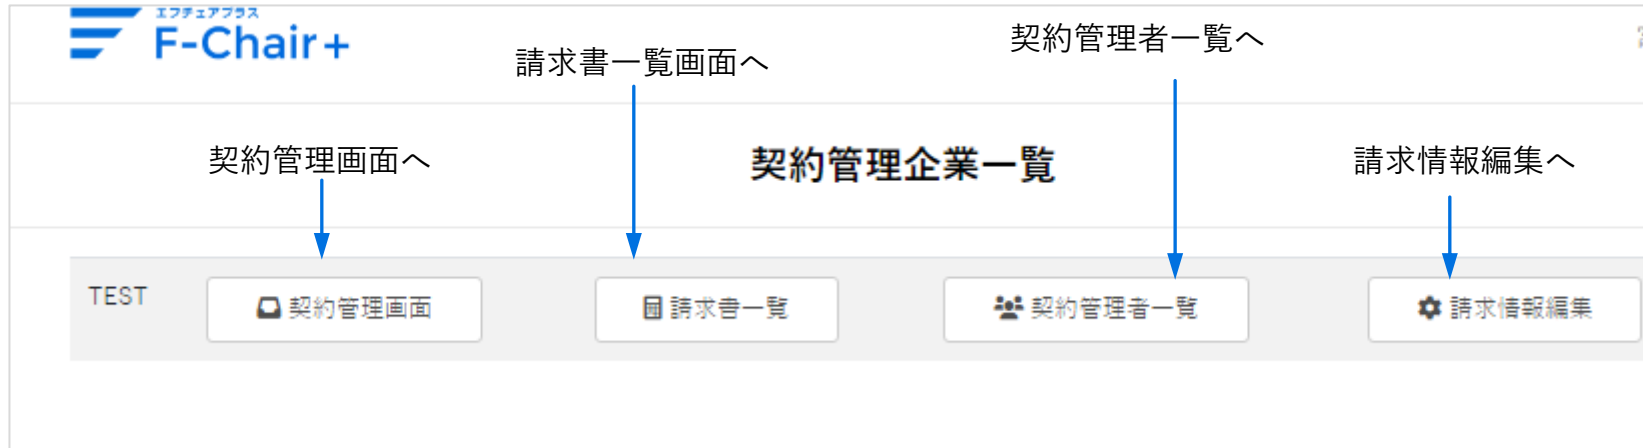 エフチェアプラス
F-Chair+
契約管理者一覧へ
請求書一覧画面へ
契約管理画面へ
契約管理企業一覧
請求情報編集へ
TEST
契約管理画面
請求書一覧
契約管理者一覧
請求情報編集